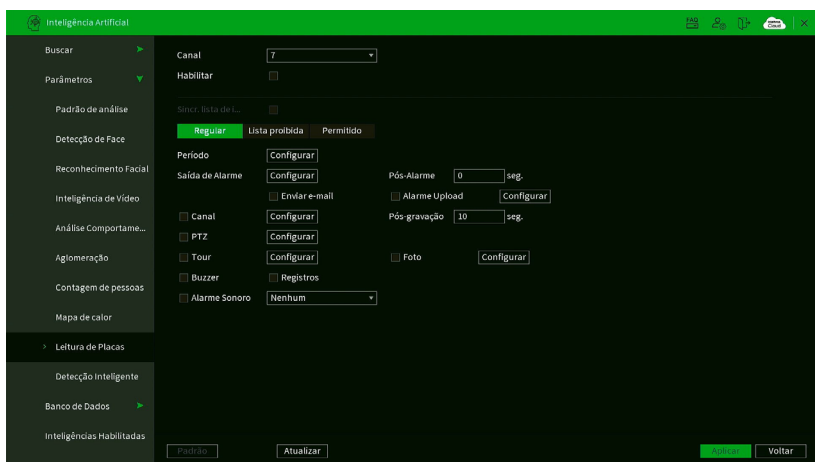 Inteligência Artificial
FAQ
Cloud
Buscar
Parâmetros
Padrão de análise
Detecção de Face
Reconhecimento Facial
Inteligência de Vídeo
Análise Comportame...
Aglomeração
Contagem de pessoas
Mapa de calor
Leitura de Placas
Detecção Inteligente
Banco de Dados
Inteligências Habilitadas
Canal 7
Habilitar
Sincr. lista de i...
Regular Lista proibida Permitido
Período Configurar
Saída de Alarme Configurar Pós-Alarme 0 seg.
Enviar e-mail Alarme Upload Configurar
Canal Configurar Pós-gravação 10 seg.
PTZ Configurar
Tour Configurar Foto Configurar
Buzzer Registros
Alarme Sonoro Nenhum
Padrão Atualizar Aplicar Voltar